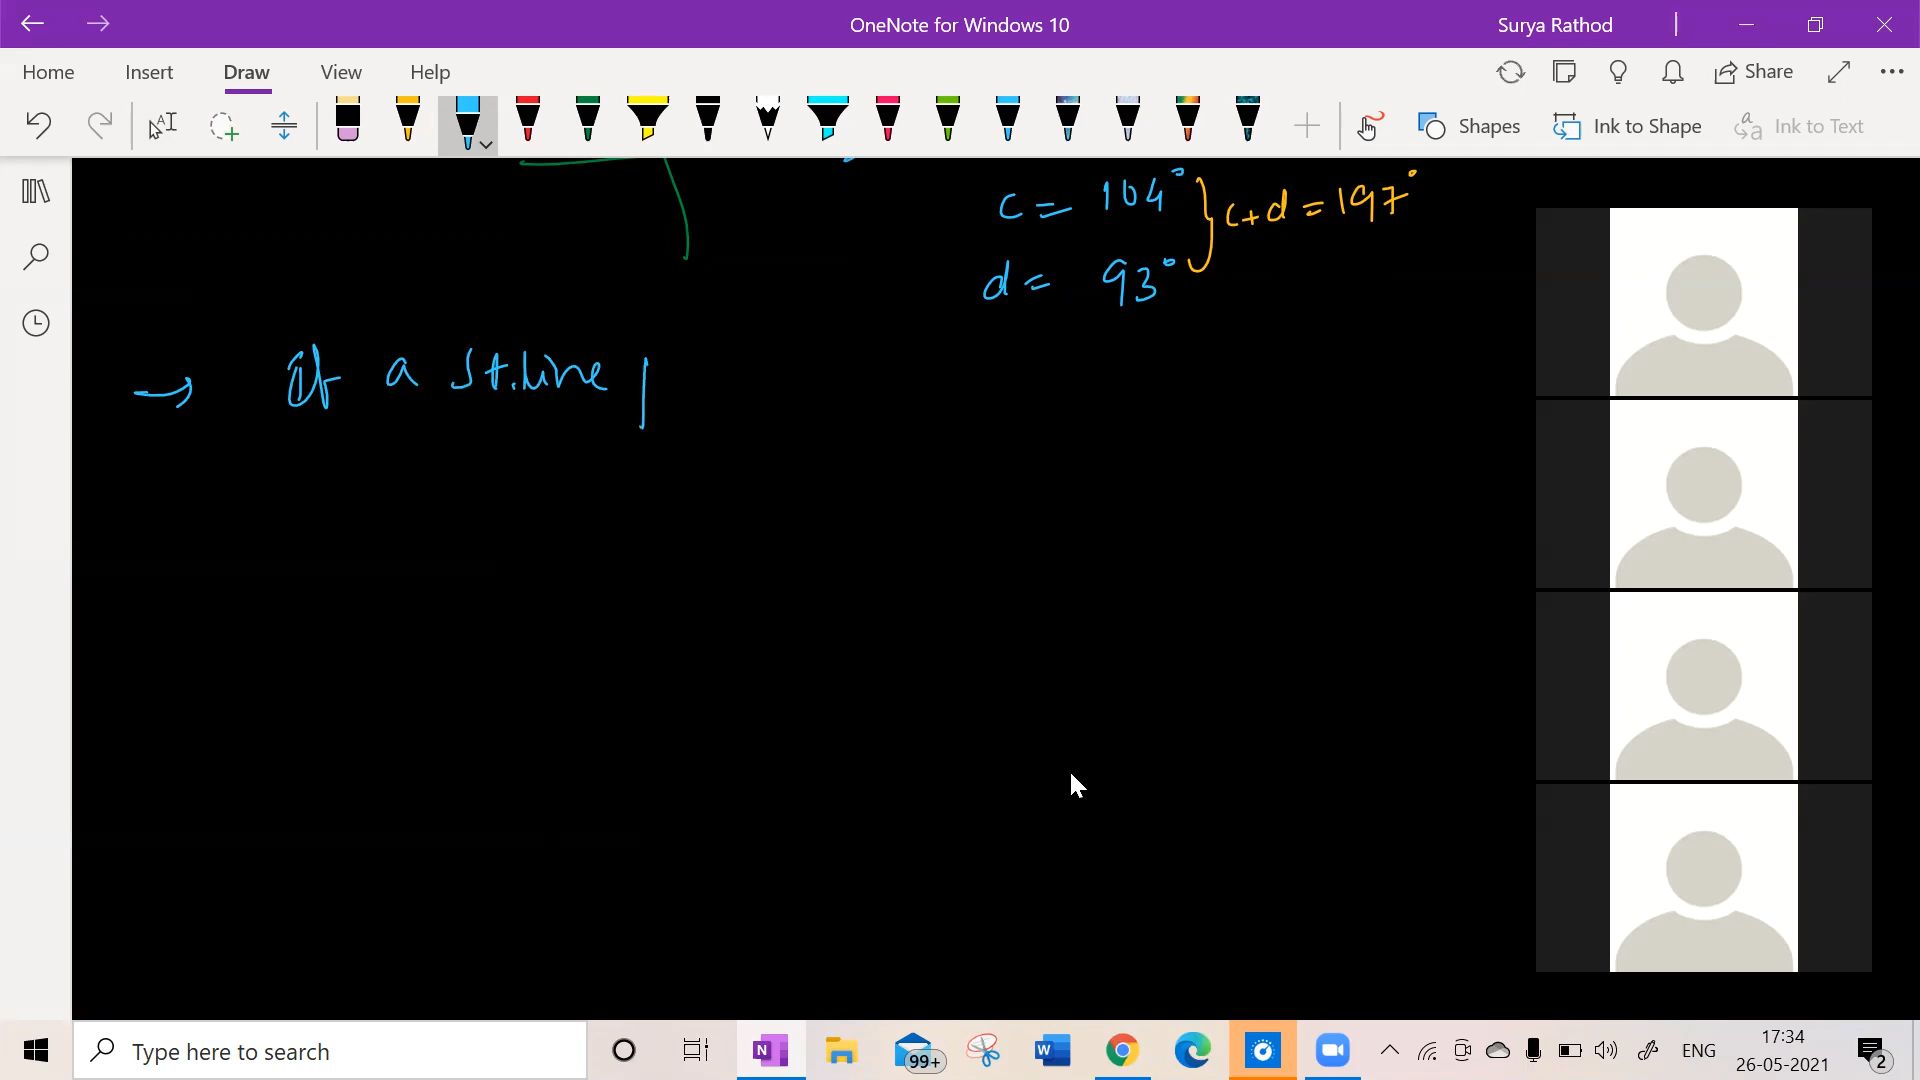 OneNote for Windows 10
Surya Rathod
Home Insert Draw View Help
Share
Shapes
Ink to Shape
Ink to Text
c = 104°
c+d = 197°
d = 93°
→ If a St.line
Type here to search
99+
ENG
17:34
26-05-2021
2